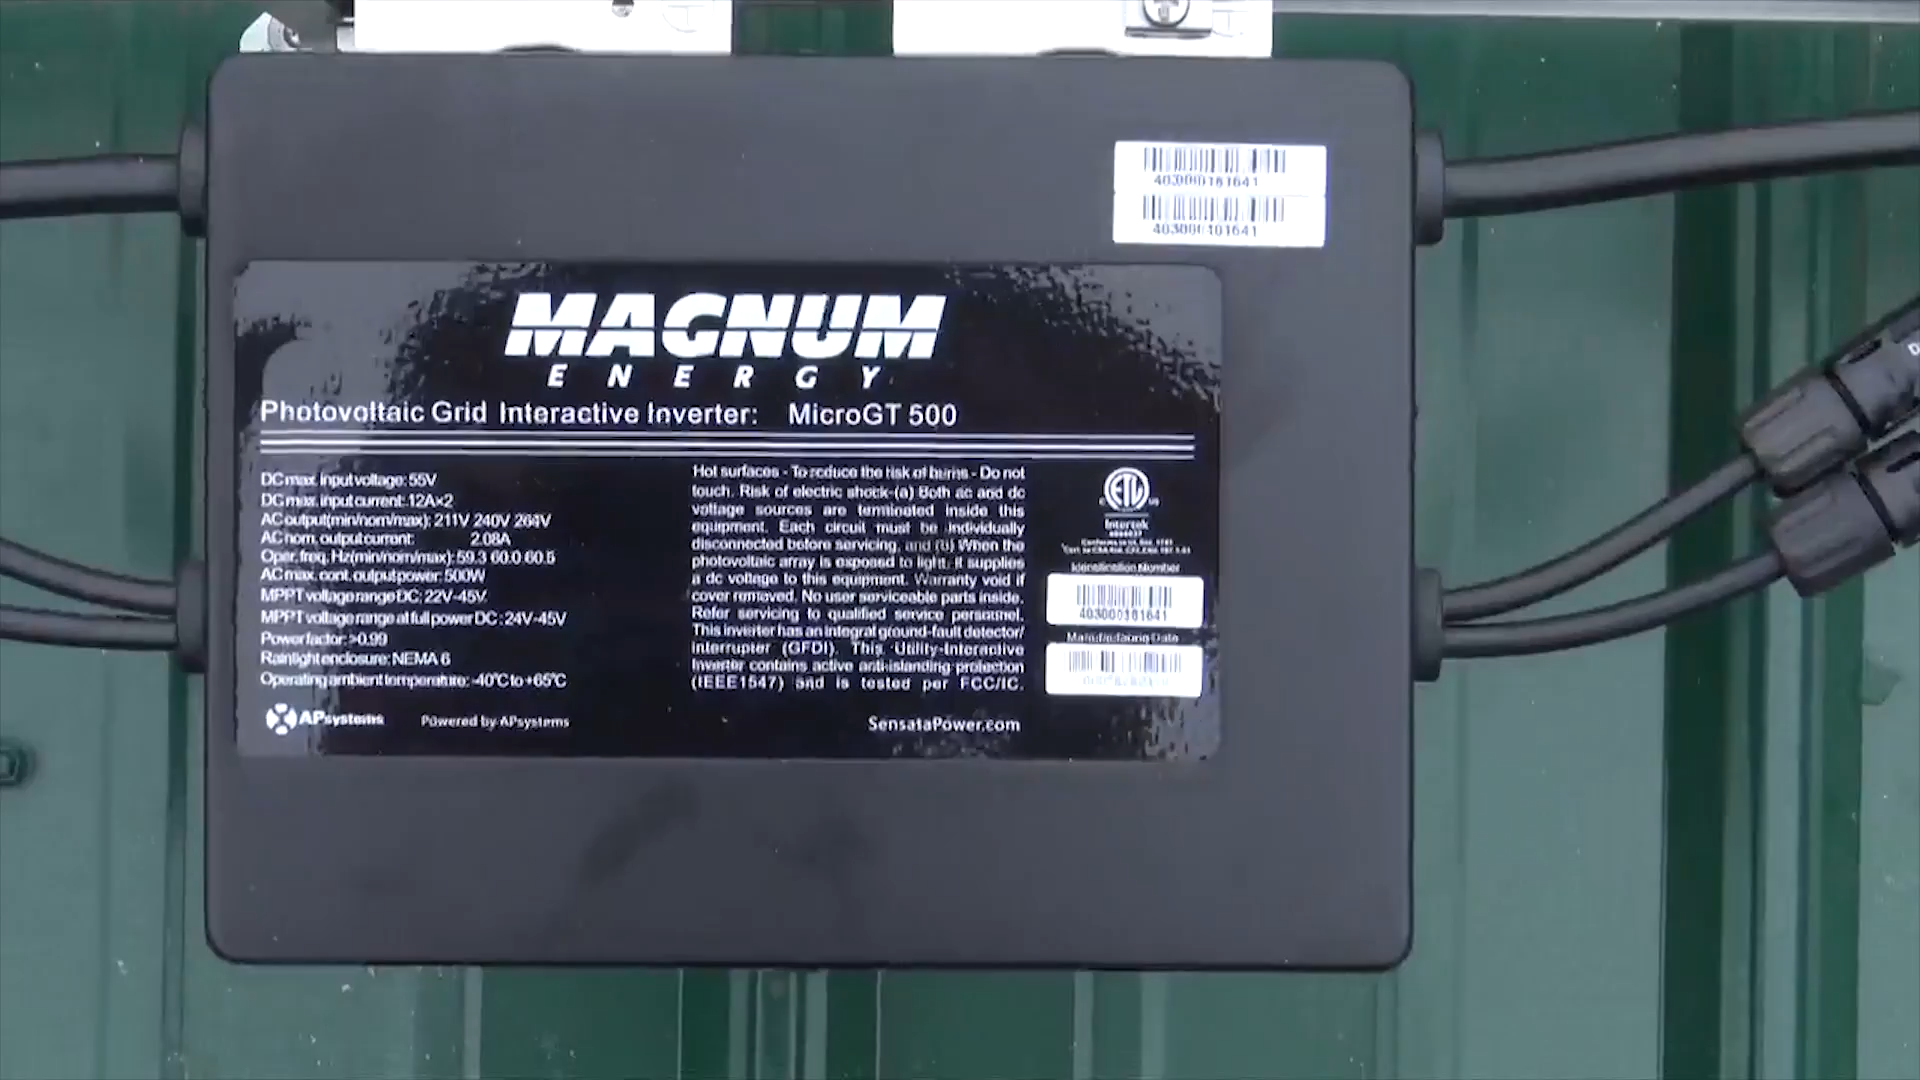 MAGNUM
ENERGY
Photovoltaic Grid Interactive Inverter: MicroGT 500
DC max. input voltage: 55V
DC max. input current: 12A×2
AC output(min/nom/max): 211V 240V 264V
AC nom. output current: 2.08A
Oper. freq. Hz(min/nom/max): 59.3 60.0 60.5
AC max. cont. output power: 500W
MPPT voltage range DC: 22V-45V
MPPT voltage range at full power DC: 24V-45V
Power factor: >0.99
Raintight enclosure: NEMA 6
Operating ambient temperature: -40°C to +65°C
APsystems Powered by APsystems
Hot surfaces - To reduce the risk of burns - Do not
touch. Risk of electric shock-(a) Both ac and dc
voltage sources are terminated inside this
equipment. Each circuit must be individually
disconnected before servicing, and (b) When the
photovoltaic array is exposed to light, it supplies
a dc voltage to this equipment. Warranty void if
cover removed. No user serviceable parts inside.
Refer servicing to qualified service personnel.
This inverter has an integral ground-fault detector/
interrupter (GFDI). This Utility-Interactive
Inverter contains active anti-islanding protection
(IEEE1547) and is tested per FCC/IC.
SensataPower.com
ETL
Intertek
Identification Number
Manufacturing Date